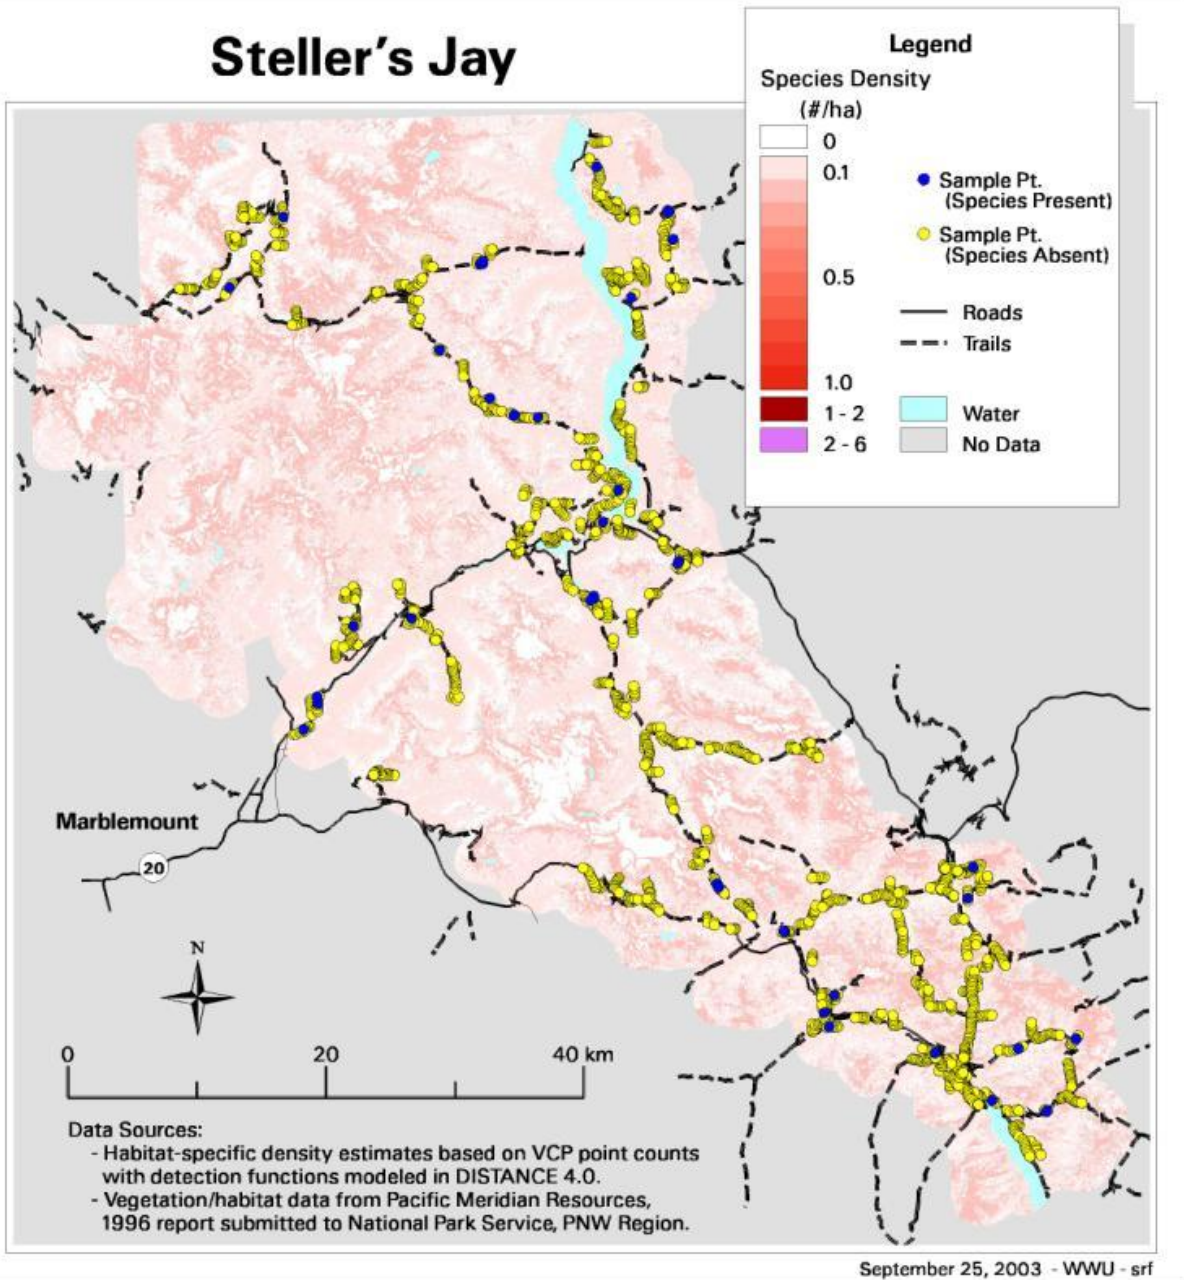 Steller's Jay
Legend
Species Density
(#/ha)
0
0.1
0.5
1.0
1 - 2
2 - 6
Sample Pt.
(Species Present)
Sample Pt.
(Species Absent)
Roads
Trails
Water
No Data
Marblemount
20
N
0 20 40 km
Data Sources:
- Habitat-specific density estimates based on VCP point counts
with detection functions modeled in DISTANCE 4.0.
- Vegetation/habitat data from Pacific Meridian Resources,
1996 report submitted to National Park Service, PNW Region.
September 25, 2003 - WWU - srf